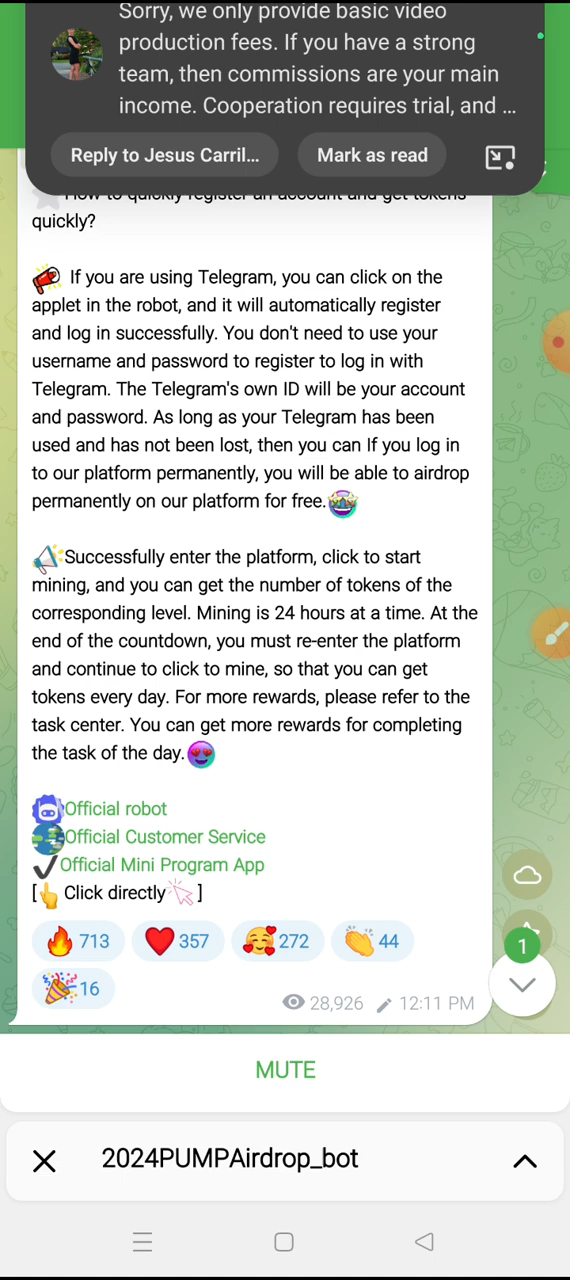 Sorry, we only provide basic video
production fees. If you have a strong
team, then commissions are your main
income. Cooperation requires trial, and ...
Reply to Jesus Carril...
Mark as read
How to quickly register an account and get tokens
quickly?
If you are using Telegram, you can click on the
applet in the robot, and it will automatically register
and log in successfully. You don't need to use your
username and password to register to log in with
Telegram. The Telegram's own ID will be your account
and password. As long as your Telegram has been
used and has not been lost, then you can If you log in
to our platform permanently, you will be able to airdrop
permanently on our platform for free.
Successfully enter the platform, click to start
mining, and you can get the number of tokens of the
corresponding level. Mining is 24 hours at a time. At the
end of the countdown, you must re-enter the platform
and continue to click to mine, so that you can get
tokens every day. For more rewards, please refer to the
task center. You can get more rewards for completing
the task of the day.
Official robot
Official Customer Service
Official Mini Program App
[👆 Click directly ]
713
357
272
44
1
16
28,926
12:11 PM
MUTE
2024PUMPAirdrop_bot